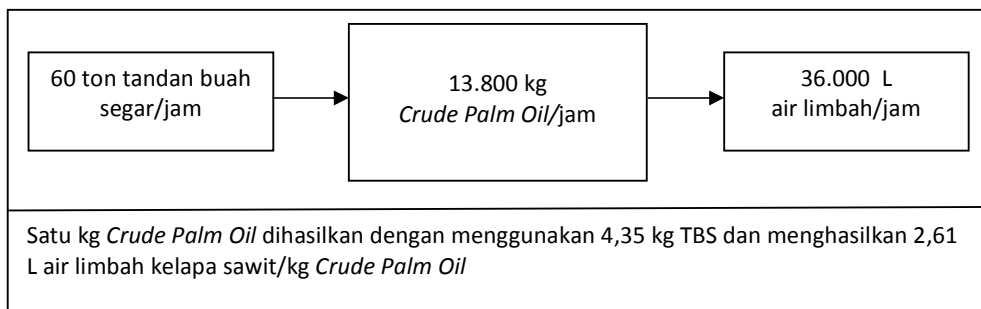 60 ton tandan buah
segar/jam
13.800 kg
Crude Palm Oil/jam
36.000 L
air limbah/jam
Satu kg Crude Palm Oil dihasilkan dengan menggunakan 4,35 kg TBS dan menghasilkan 2,61
L air limbah kelapa sawit/kg Crude Palm Oil